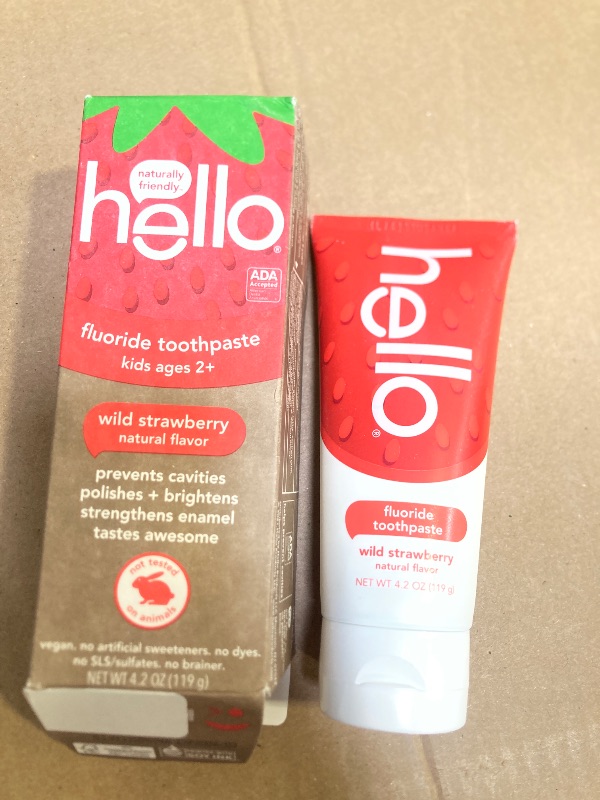 naturally
friendly
hello®
ADA
Accepted
fluoride toothpaste
kids ages 2+
wild strawberry
natural flavor
prevents cavities
polishes + brightens
strengthens enamel
tastes awesome
not tested
on animals
vegan. no artificial sweeteners. no dyes.
no SLS/sulfates. no brainer.
NET WT 4.2 OZ (119 g)
hello®
fluoride
toothpaste
wild strawberry
natural flavor
NET WT 4.2 OZ (119 g)